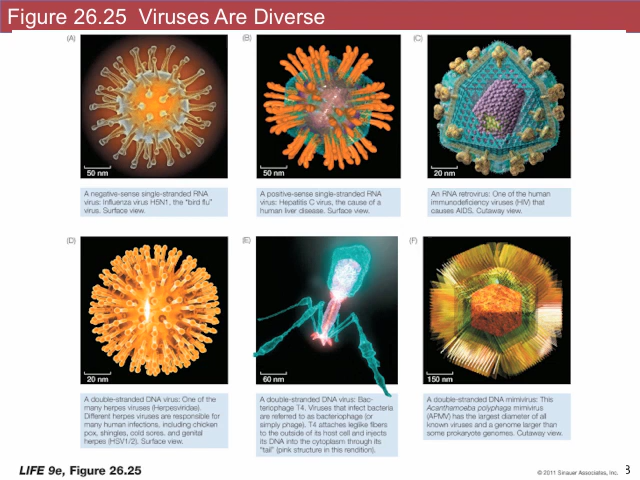 Figure 26.25 Viruses Are Diverse
(A)
(B)
(C)
50 nm
50 nm
20 nm
A negative-sense single-stranded RNA
virus: Influenza virus H5N1, the "bird flu"
virus. Surface view.
A positive-sense single-stranded RNA
virus: Hepatitis C virus, the cause of a
human liver disease. Surface view.
An RNA retrovirus: One of the human
immunodeficiency viruses (HIV) that
causes AIDS. Cutaway view.
(D)
(E)
(F)
20 nm
60 nm
150 nm
A double-stranded DNA virus: One of the
many herpes viruses (Herpesviridae).
Different herpes viruses are responsible for
many human infections, including chicken
pox, shingles, cold sores, and genital
herpes (HSV1/2). Surface view.
A double-stranded DNA virus: Bac-
teriophage T4. Viruses that infect bacteria
are referred to as bacteriophage (or
simply phage). T4 attaches leglike fibers
to the outside of its host cell and injects
its DNA into the cytoplasm through its
"tail" (pink structure in this rendition).
A double-stranded DNA mimivirus: This
Acanthamoeba polyphaga mimivirus
(APMV) has the largest diameter of all
known viruses and a genome larger than
some prokaryote genomes. Cutaway view.
LIFE 9e, Figure 26.25
© 2011 Sinauer Associates, Inc.
3